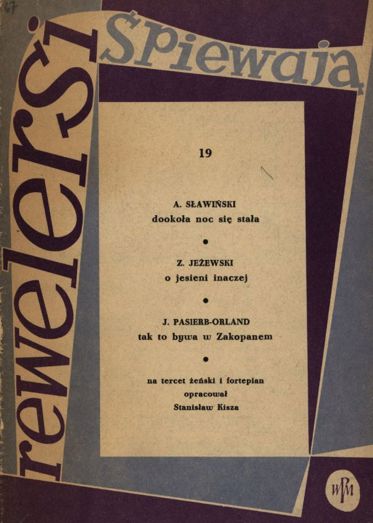 67
rewelersi
śpiewają
19
A. SŁAWIŃSKI
dookoła noc się stała
Z. JEŻEWSKI
o jesieni inaczej
J. PASIERB-ORLAND
tak to bywa w Zakopanem
na tercet żeński i fortepian
opracował
Stanisław Kisza
PWM